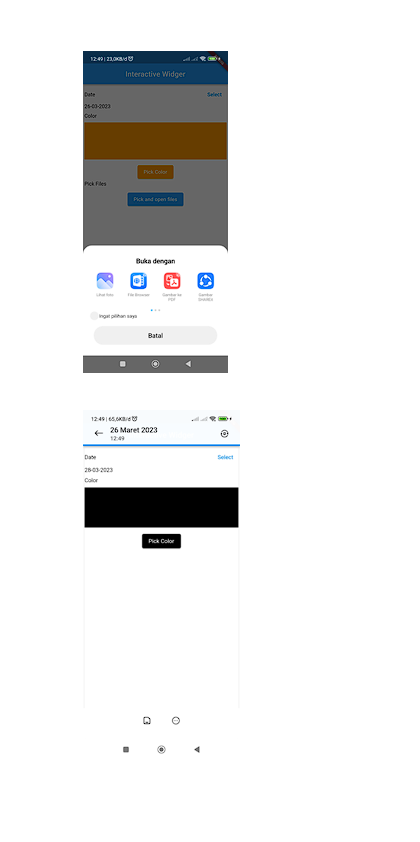 12:49 | 23,0KB/d
Interactive Widger
Date
Select
26-03-2023
Color
Pick Color
Pick Files
Pick and open files
Buka dengan
Lihat foto
File Browser
Gambar ke
PDF
Gambar
ShareMe
Ingat pilihan saya
Batal
12:49 | 65,6KB/d
26 Maret 2023
12:49
Date
Select
28-03-2023
Color
Pick Color